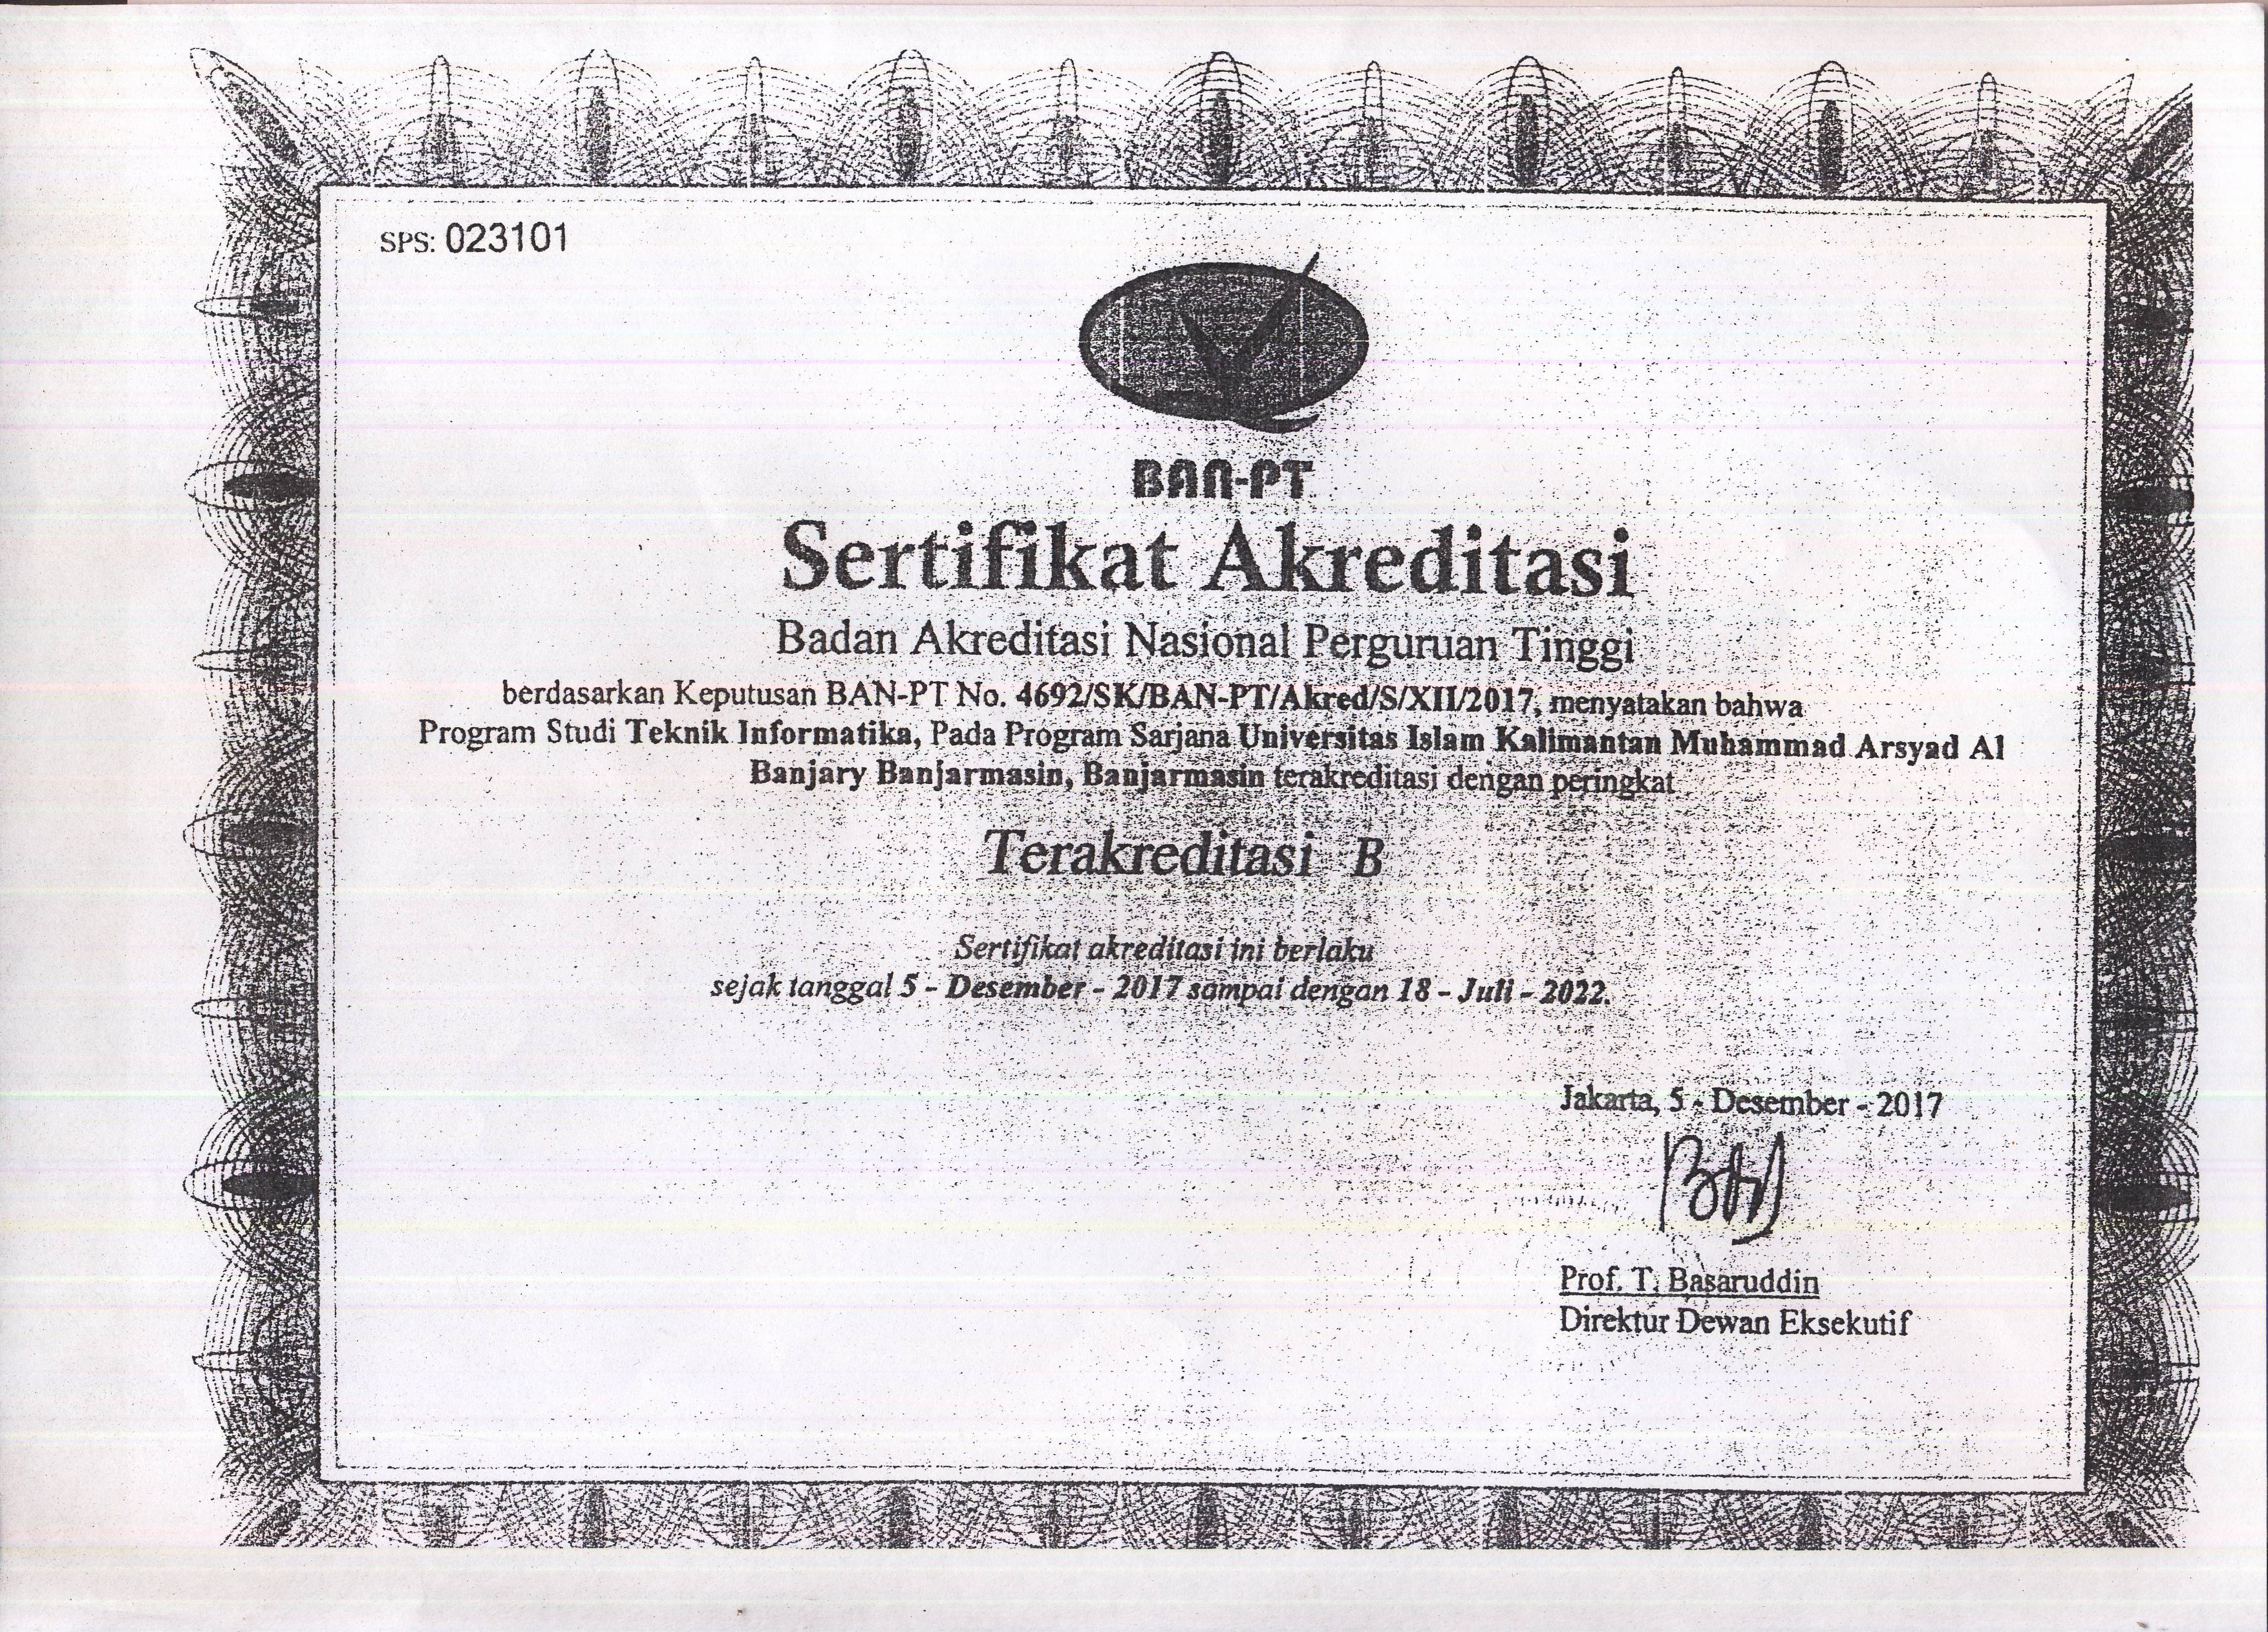 SPS: 023101
BAN-PT
Sertifikat Akreditasi
Badan Akreditasi Nasional Perguruan Tinggi
berdasarkan Keputusan BAN-PT No. 4692/SK/BAN-PT/Akred/S/XII/2017, menyatakan bahwa
Program Studi Teknik Informatika, Pada Program Sarjana Universitas Islam Kalimantan Muhammad Arsyad Al
Banjary Banjarmasin, Banjarmasin terakreditasi dengan peringkat
Terakreditasi B
Sertifikat akreditasi ini berlaku
sejak tanggal 5 - Desember - 2017 sampai dengan 18 - Juli - 2022.
Jakarta, 5 - Desember - 2017
Prof. T. Basaruddin
Direktur Dewan Eksekutif